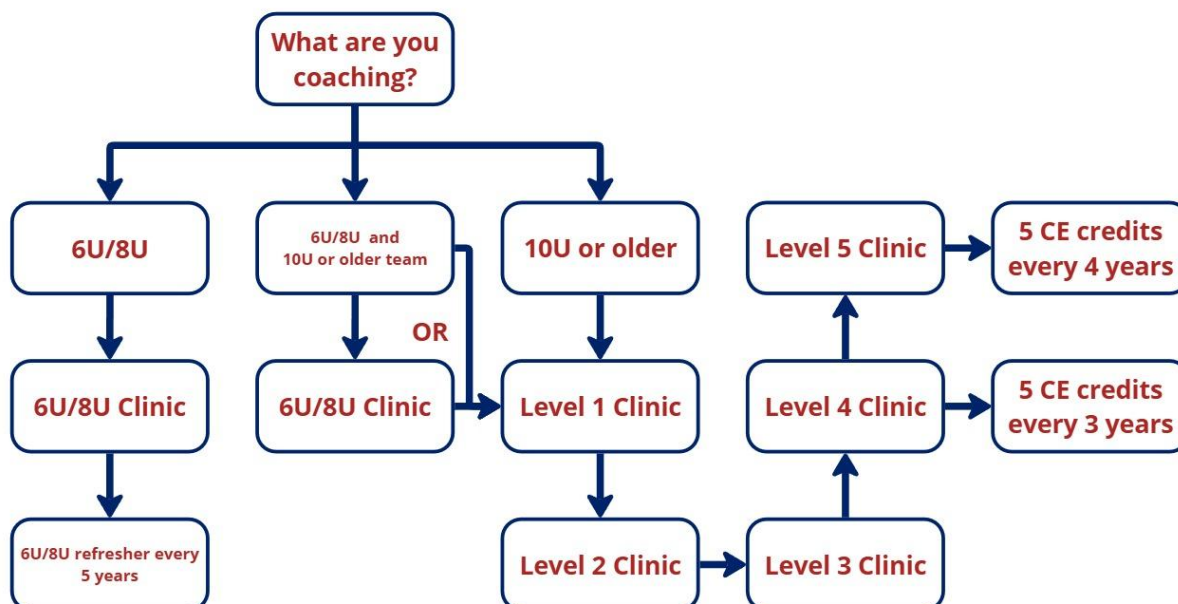 What are you
coaching?
6U/8U
6U/8U and
10U or older team
10U or older
Level 5 Clinic
5 CE credits
every 4 years
OR
6U/8U Clinic
6U/8U Clinic
Level 1 Clinic
Level 4 Clinic
5 CE credits
every 3 years
6U/8U refresher every
5 years
Level 2 Clinic
Level 3 Clinic